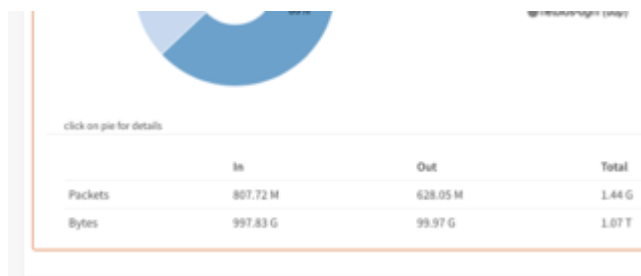 click on pie for details
In Out Total
Packets 807.72 M 628.05 M 1.44 G
Bytes 997.83 G 99.97 G 1.07 T